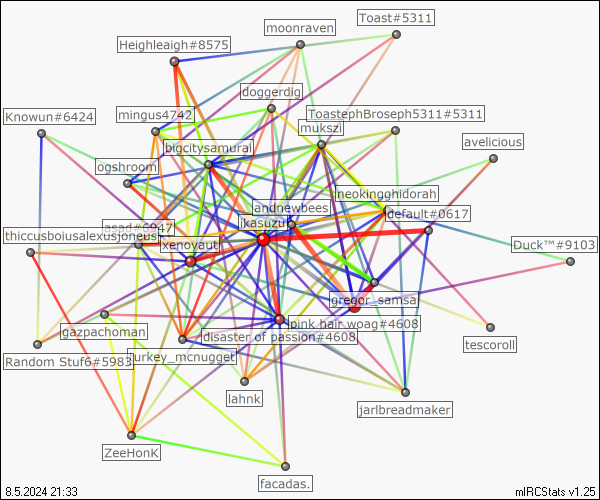 moonraven
Toast#5311
Heighleaigh#8575
doggerdig
Knowun#6424
mingus4742
ToastephBroseph5311#5311
mukszi
avelicious
bigcitysamurai
ogshroom
neokingghidorah
landnewbees
default#0617
asad#6947
jkasuzu
thiccusboiusalexusjoneus
xenoyaut
Duck™#9103
gregor_samsa
gazpachoman
pink hair woag#4608
disaster of passion#4608
tescoroll
Random Stuf6#5983
turkey_mcnugget
lahnk
jarlbreadmaker
ZeeHonK
facadas.
8.5.2024 21:33
mIRCStats v1.25